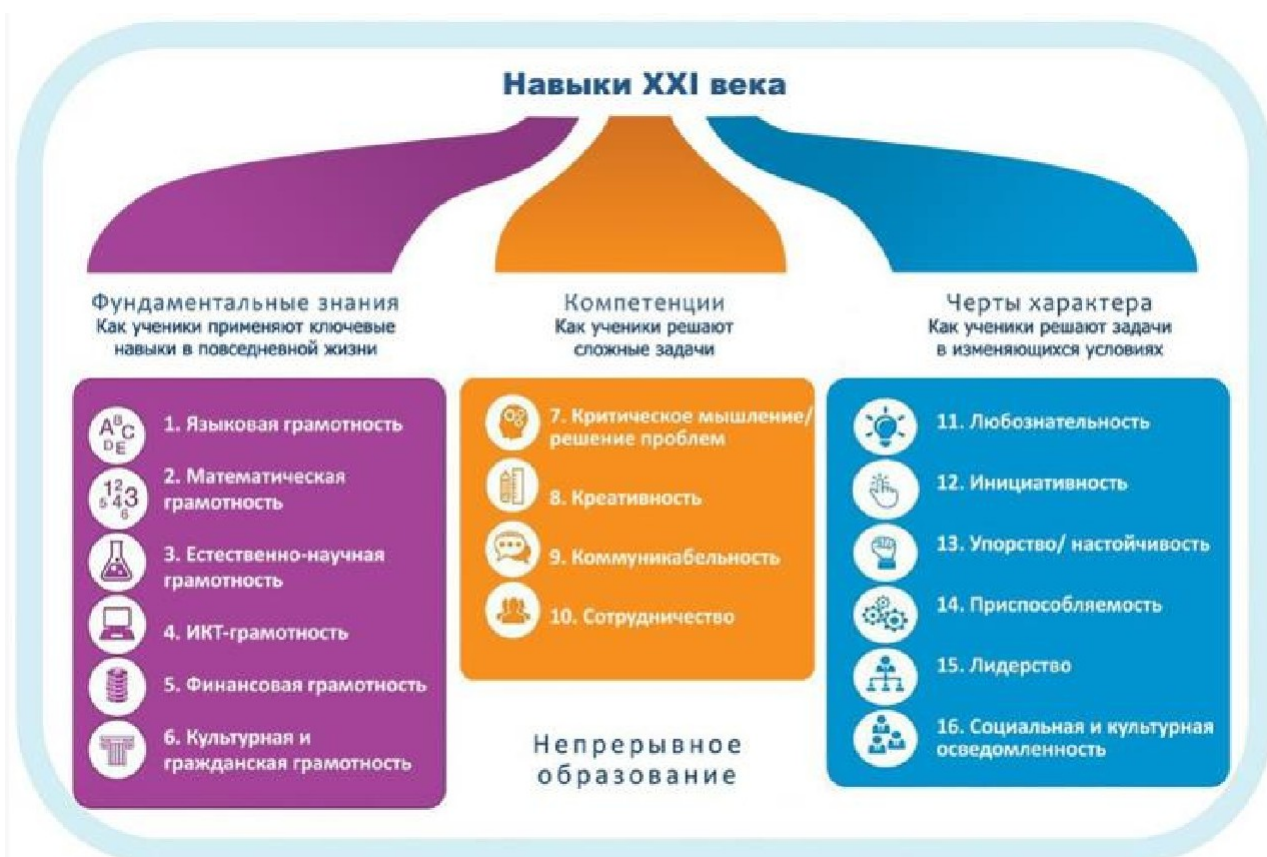 Навыки XXI века
Фундаментальные знания
Как ученики применяют ключевые
навыки в повседневной жизни
1. Языковая грамотность
2. Математическая
грамотность
3. Естественно-научная
грамотность
4. ИКТ-грамотность
5. Финансовая грамотность
6. Культурная и
гражданская грамотность
Компетенции
Как ученики решают
сложные задачи
7. Критическое мышление/
решение проблем
8. Креативность
9. Коммуникабельность
10. Сотрудничество
Непрерывное
образование
Черты характера
Как ученики решают задачи
в изменяющихся условиях
11. Любознательность
12. Инициативность
13. Упорство/ настойчивость
14. Приспособляемость
15. Лидерство
16. Социальная и культурная
осведомленность